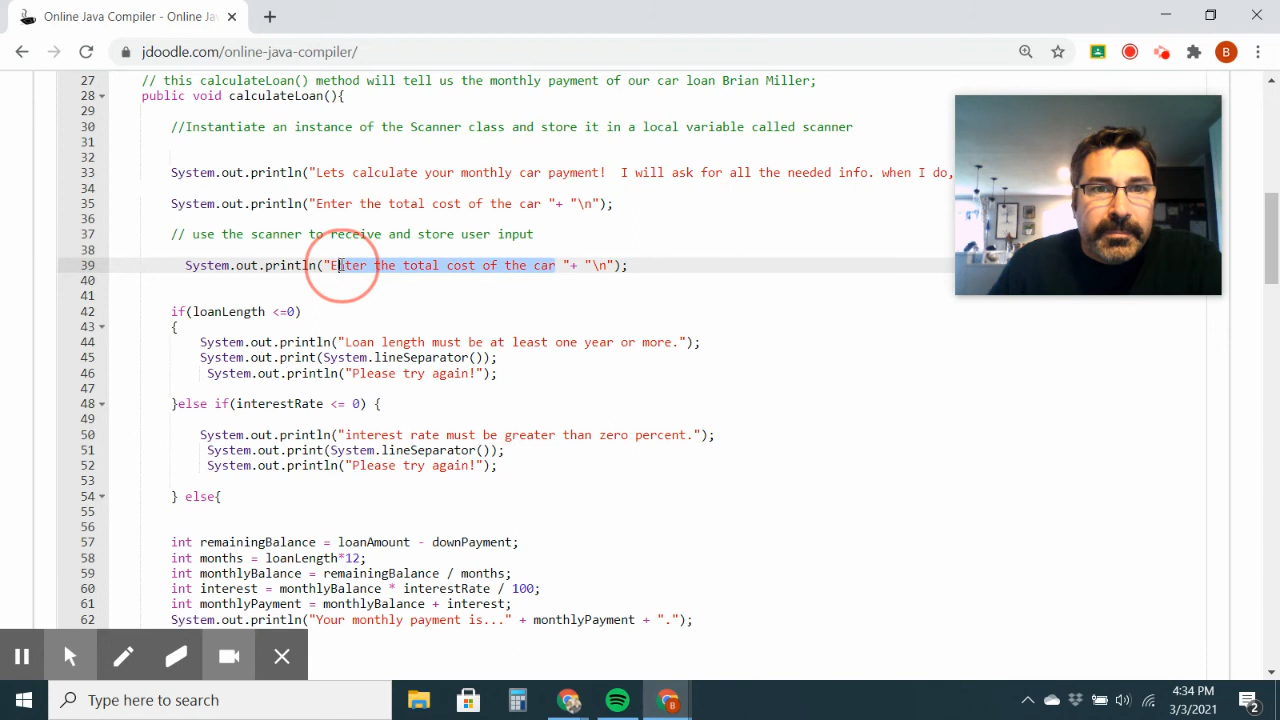 Online Java Compiler - Online Jav
jdoodle.com/online-java-compiler/
B
27 // this calculateLoan() method will tell us the monthly payment of our car loan Brian Miller;
28 public void calculateLoan(){
29
30 //Instantiate an instance of the Scanner class and store it in a local variable called scanner
31
32
33 System.out.println("Lets calculate your monthly car payment!  I will ask for all the needed info. when I do,
34
35 System.out.println("Enter the total cost of the car "+ "\n");
36
37 // use the scanner to receive and store user input
38
39 System.out.println("Enter the total cost of the car "+ "\n");
40
41
42 if(loanLength <=0)
43 {
44 System.out.println("Loan length must be at least one year or more.");
45 System.out.print(System.lineSeparator());
46 System.out.println("Please try again!");
47
48 }else if(interestRate <= 0) {
49
50 System.out.println("interest rate must be greater than zero percent.");
51 System.out.print(System.lineSeparator());
52 System.out.println("Please try again!");
53
54 } else{
55
56
57 int remainingBalance = loanAmount - downPayment;
58 int months = loanLength*12;
59 int monthlyBalance = remainingBalance / months;
60 int interest = monthlyBalance * interestRate / 100;
61 int monthlyPayment = monthlyBalance + interest;
62 System.out.println("Your monthly payment is..." + monthlyPayment + ".");
Type here to search
B
4:34 PM
3/3/2021
2